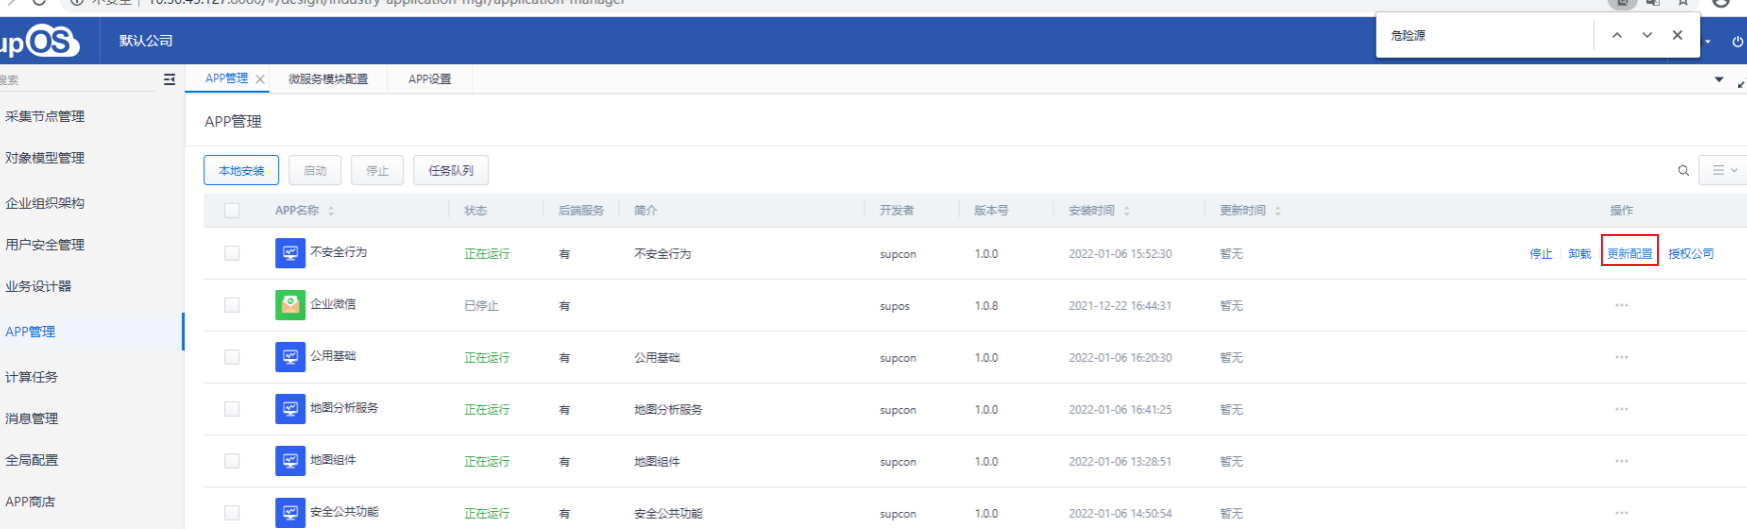 不安全 | 10.30.49.127:8080/#/design/industry-application-mgr/application-manager
危险源
upOS
默认公司
搜索
APP管理 微服务模块配置 APP设置
采集节点管理
对象模型管理
企业组织架构
用户安全管理
业务设计器
APP管理
计算任务
消息管理
全局配置
APP商店
APP管理
本地安装 启动 停止 任务队列
APP名称 状态 后端服务 简介 开发者 版本号 安装时间 更新时间 操作
不安全行为 正在运行 有 不安全行为 supcon 1.0.0 2022-01-06 15:52:30 暂无 停止 卸载 更新配置 授权公司
企业微信 已停止 有 supos 1.0.8 2021-12-22 16:44:31 暂无 ···
公用基础 正在运行 有 公用基础 supcon 1.0.0 2022-01-06 16:20:30 暂无 ···
地图分析服务 正在运行 有 地图分析服务 supcon 1.0.0 2022-01-06 16:41:25 暂无 ···
地图组件 正在运行 有 地图组件 supcon 1.0.0 2022-01-06 13:28:51 暂无 ···
安全公共功能 正在运行 有 安全公共功能 supcon 1.0.0 2022-01-06 14:50:54 暂无 ···